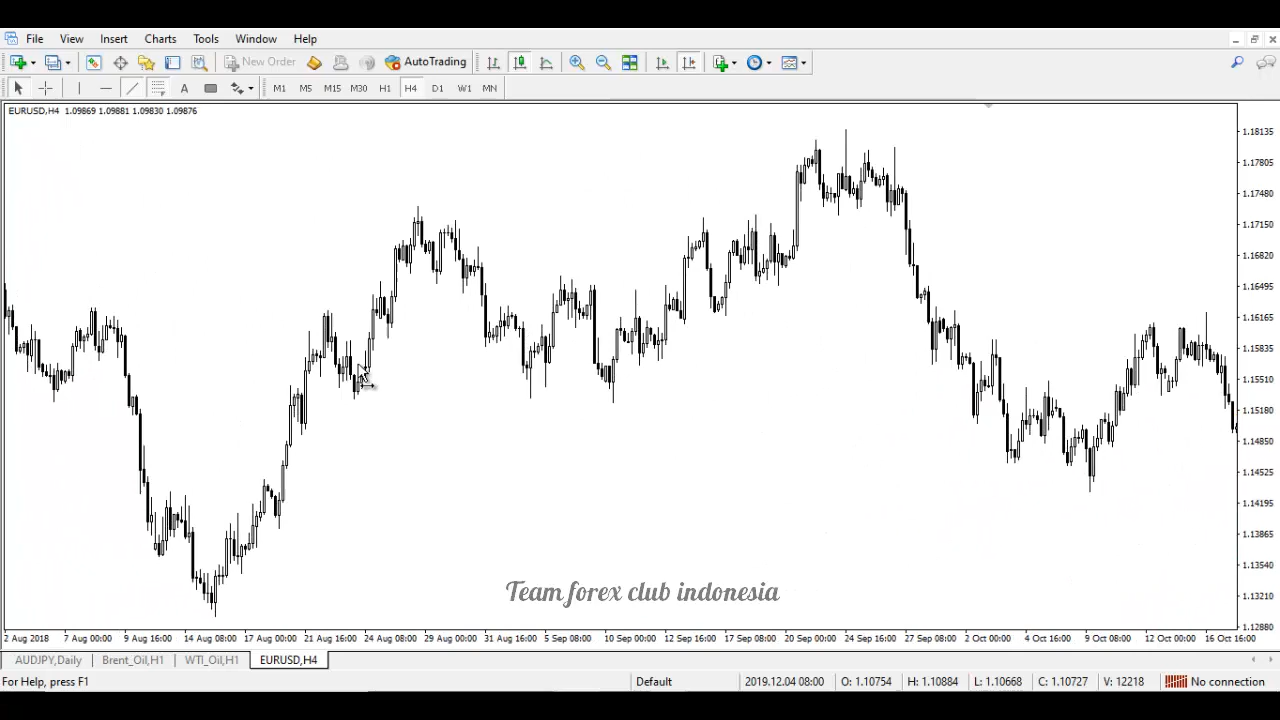 File View Insert Charts Tools Window Help
New Order AutoTrading
A M1 M5 M15 M30 H1 H4 D1 W1 MN
EURUSD,H4 1.09869 1.09881 1.09830 1.09876
1.18135
1.17805
1.17480
1.17150
1.16820
1.16495
1.16165
1.15835
1.15510
1.15180
1.14850
1.14525
1.14195
1.13865
1.13540
1.13210
1.12880
Team forex club indonesia
2 Aug 2018 7 Aug 00:00 9 Aug 16:00 14 Aug 08:00 17 Aug 00:00 21 Aug 16:00 24 Aug 08:00 29 Aug 00:00 31 Aug 16:00 5 Sep 08:00 10 Sep 00:00 12 Sep 16:00 17 Sep 08:00 20 Sep 00:00 24 Sep 16:00 27 Sep 08:00 2 Oct 00:00 4 Oct 16:00 9 Oct 08:00 12 Oct 00:00 16 Oct 16:00
AUDJPY,Daily Brent_Oil,H1 WTI_Oil,H1 EURUSD,H4
For Help, press F1 Default 2019.12.04 08:00 O: 1.10754 H: 1.10884 L: 1.10668 C: 1.10727 V: 12218 No connection